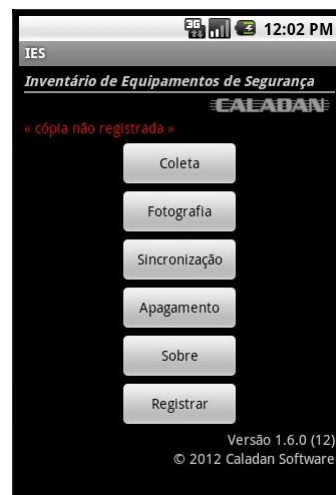 3G 12:02 PM
IES
Inventário de Equipamentos de Segurança
CALADAN
« cópia não registrada »
Coleta
Fotografia
Sincronização
Apagamento
Sobre
Registrar
Versão 1.6.0 (12)
© 2012 Caladan Software